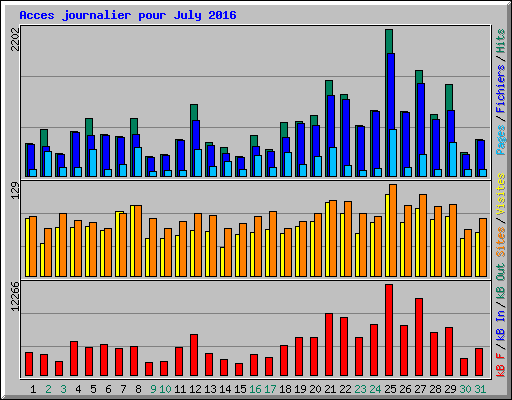 Acces journalier pour July 2016
2202
Pages / Fichiers / Hits
129
Sites / Visites
12266
kB F / kB In / kB Out
1 2 3 4 5 6 7 8 9 10 11 12 13 14 15 16 17 18 19 20 21 22 23 24 25 26 27 28 29 30 31